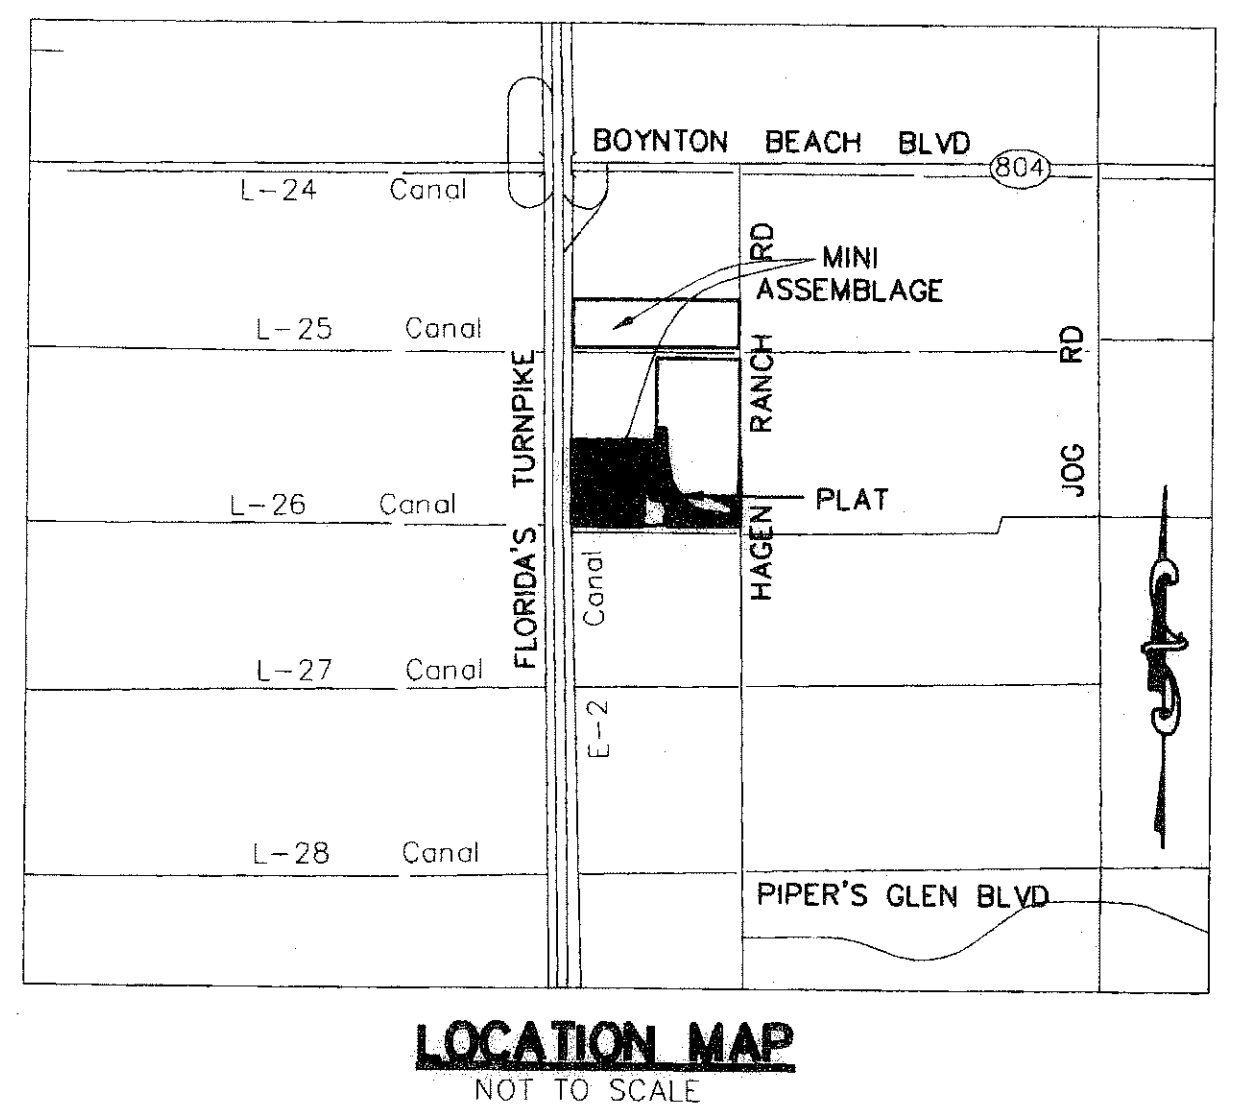 BOYNTON BEACH BLVD
804
L-24 Canal
HAGEN RANCH RD
MINI
ASSEMBLAGE
L-25 Canal
JOG RD
FLORIDA'S TURNPIKE
L-26 Canal
PLAT
E-2 Canal
L-27 Canal
L-28 Canal
PIPER'S GLEN BLVD
LOCATION MAP
NOT TO SCALE